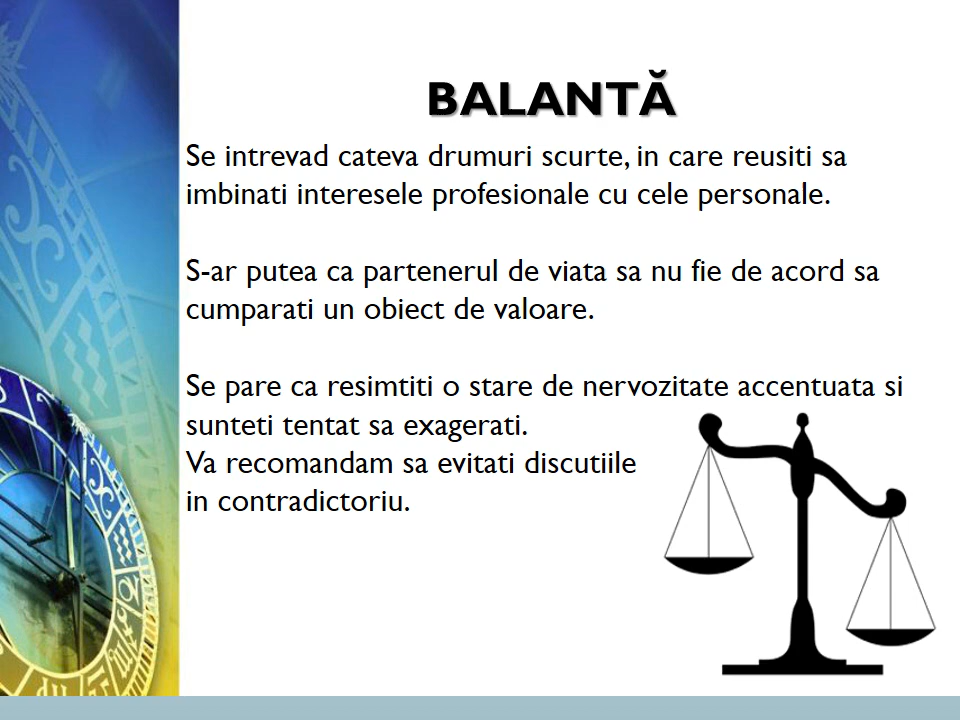 BALANTĂ
Se intrevad cateva drumuri scurte, in care reusiti sa
imbinati interesele profesionale cu cele personale.
S-ar putea ca partenerul de viata sa nu fie de acord sa
cumparati un obiect de valoare.
Se pare ca resimtiti o stare de nervozitate accentuata si
sunteti tentat sa exagerati.
Va recomandam sa evitati discutiile
in contradictoriu.